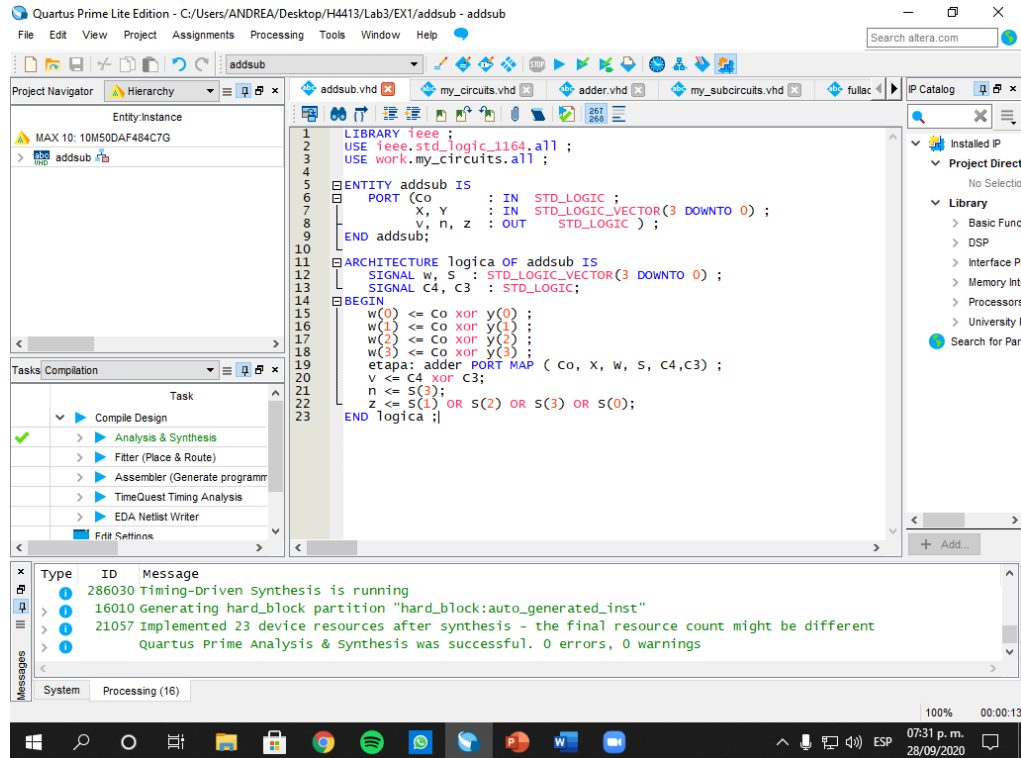 Quartus Prime Lite Edition - C:/Users/ANDREA/Desktop/H4413/Lab3/EX1/addsub - addsub
File Edit View Project Assignments Processing Tools Window Help
Search altera.com
addsub
Project Navigator Hierarchy
addsub.vhd my_circuits.vhd adder.vhd my_subcircuits.vhd fullac
IP Catalog
Entity:Instance
MAX 10: 10M50DAF484C7G
addsub
267
268
1 LIBRARY ieee ;
2 USE ieee.std_logic_1164.all ;
3 USE work.my_circuits.all ;
4
5 ENTITY addsub IS
6 PORT (Co : IN STD_LOGIC ;
7 X, Y : IN STD_LOGIC_VECTOR(3 DOWNTO 0) ;
8 v, n, z : OUT STD_LOGIC ) ;
9 END addsub;
10
11 ARCHITECTURE logica OF addsub IS
12 SIGNAL w, S : STD_LOGIC_VECTOR(3 DOWNTO 0) ;
13 SIGNAL C4, C3 : STD_LOGIC;
14 BEGIN
15 w(0) <= Co xor y(0) ;
16 w(1) <= Co xor y(1) ;
17 w(2) <= Co xor y(2) ;
18 w(3) <= Co xor y(3) ;
19 etapa: adder PORT MAP ( Co, X, W, S, C4,C3) ;
20 v <= C4 xor C3;
21 n <= S(3);
22 z <= S(1) OR S(2) OR S(3) OR S(0);
23 END logica ;
Installed IP
Project Direct
No Selectio
Library
Basic Func
DSP
Interface P
Memory Int
Processors
University
Search for Par
+ Add...
Tasks Compilation
Task
Compile Design
Analysis & Synthesis
Fitter (Place & Route)
Assembler (Generate programm
TimeQuest Timing Analysis
EDA Netlist Writer
Edit Settings
Type ID Message
286030 Timing-Driven Synthesis is running
16010 Generating hard_block partition "hard_block:auto_generated_inst"
21057 Implemented 23 device resources after synthesis - the final resource count might be different
Quartus Prime Analysis & Synthesis was successful. 0 errors, 0 warnings
Messages
System Processing (16)
100% 00:00:13
ESP
07:31 p. m.
28/09/2020